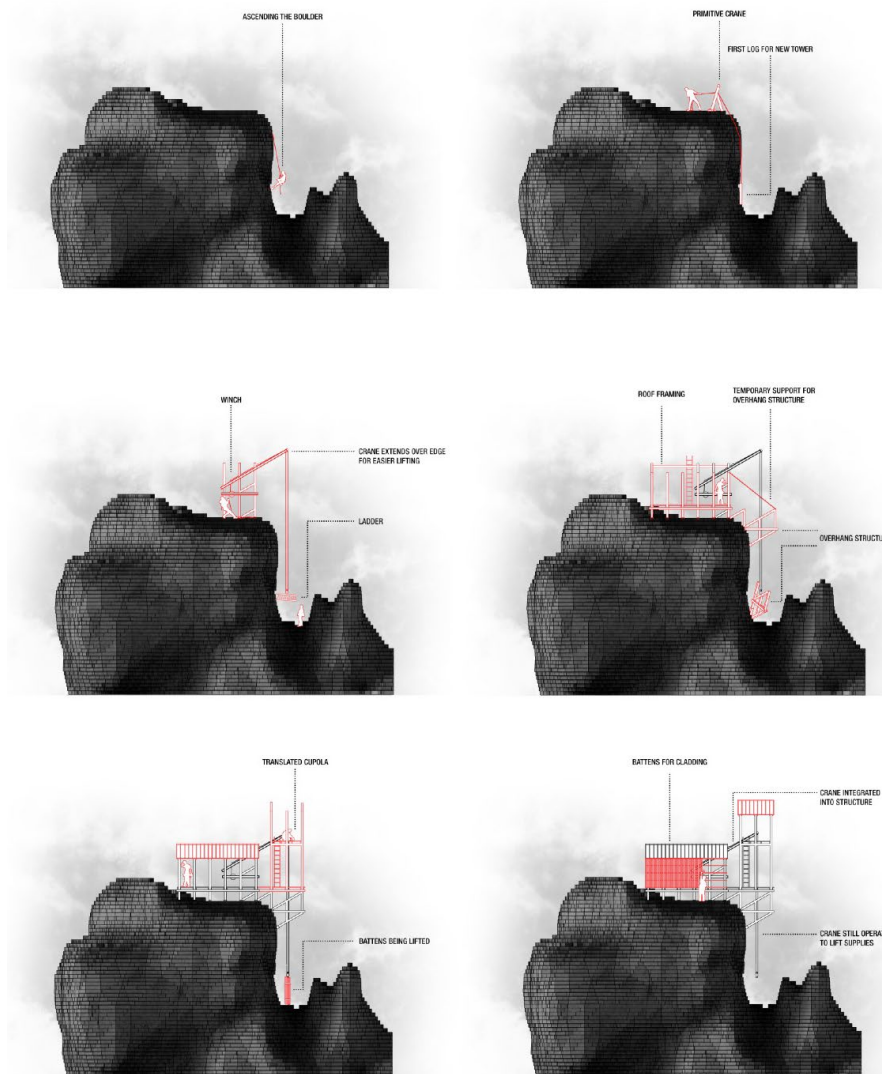 ASCENDING THE BOULDER
PRIMITIVE CRANE
FIRST LOG FOR NEW TOWER
WINCH
CRANE EXTENDS OVER EDGE
FOR EASIER LIFTING
LADDER
ROOF FRAMING
TEMPORARY SUPPORT FOR
OVERHANG STRUCTURE
OVERHANG STRUCTU
TRANSLATED CUPOLA
BATTENS BEING LIFTED
BATTENS FOR CLADDING
CRANE INTEGRATED
INTO STRUCTURE
CRANE STILL OPERA
TO LIFT SUPPLIES